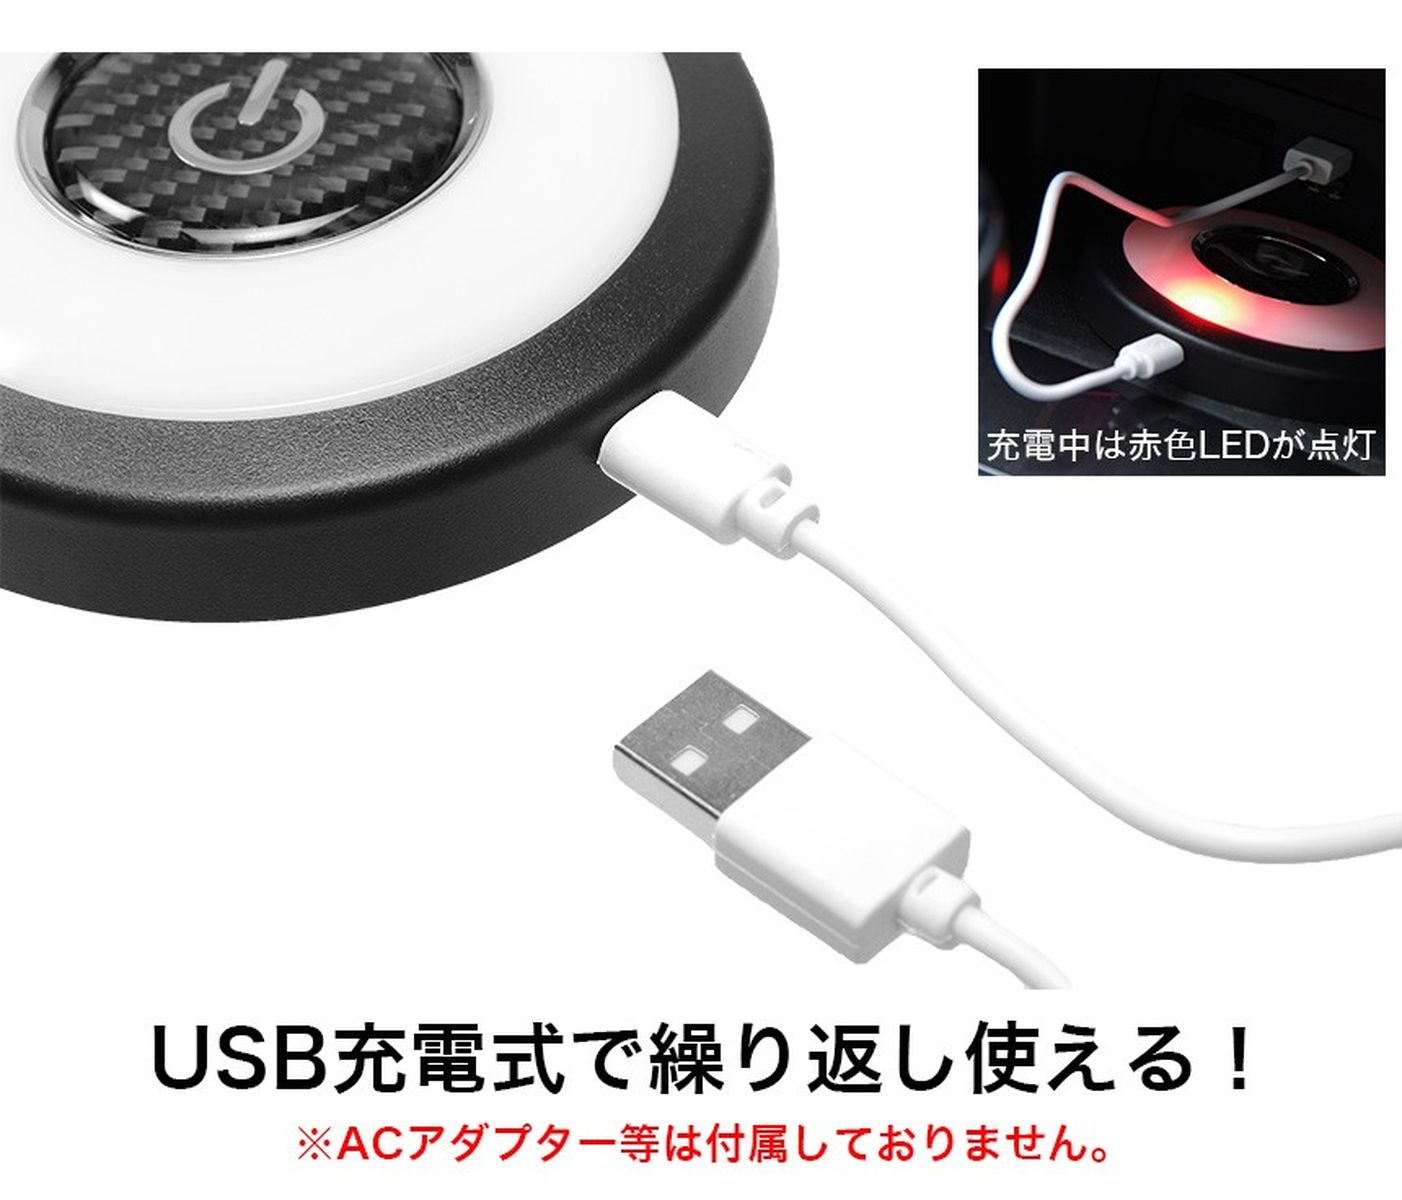 充電中は赤色LEDが点灯
USB充電式で繰り返し使える！
※ACアダプター等は付属しておりません。